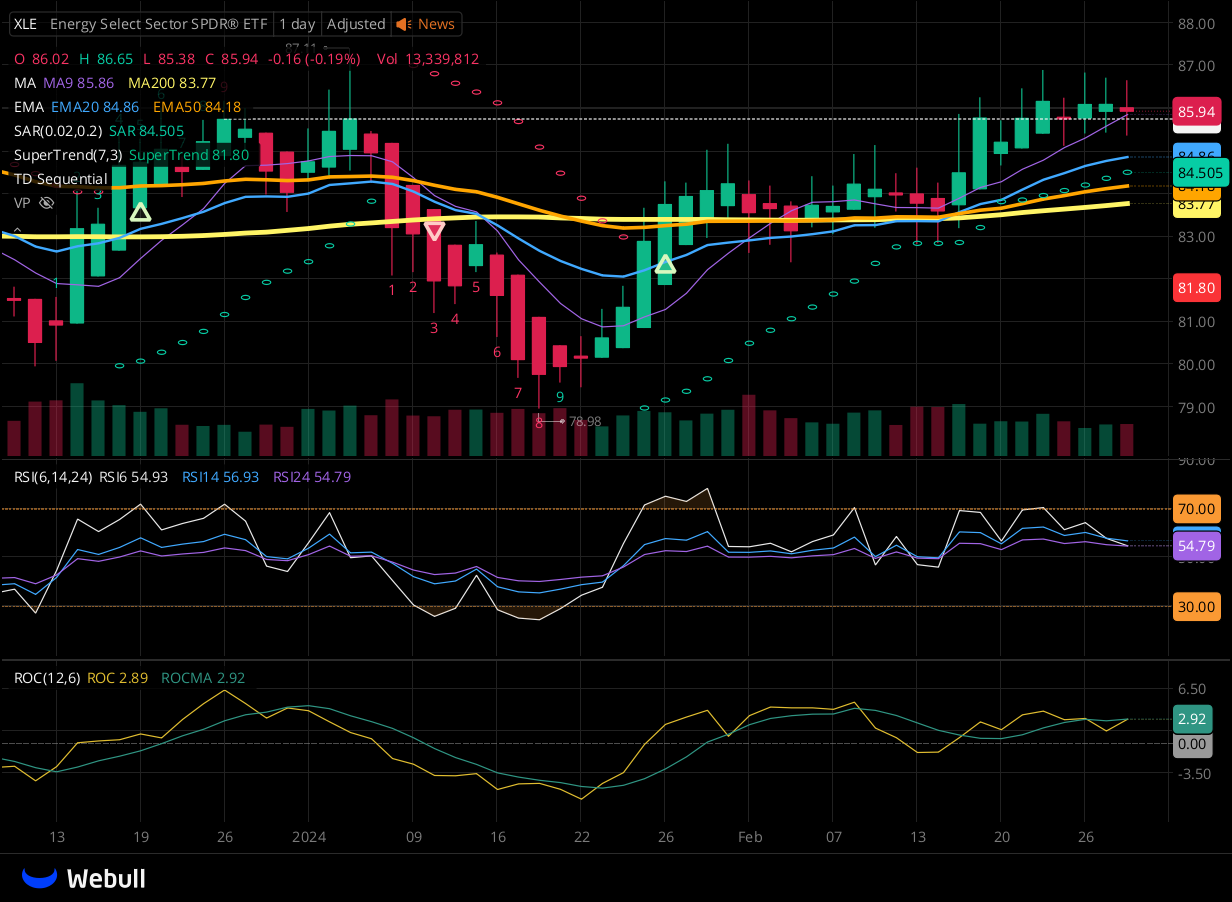 XLE Energy Select Sector SPDR® ETF 1 day Adjusted News
88.00
87.11
O 86.02 H 86.65 L 85.38 C 85.94 -0.16 (-0.19%) Vol 13,339,812
87.00
MA MA9 85.86 MA200 83.77
EMA EMA20 84.86 EMA50 84.18
85.94
SAR(0.02,0.2) SAR 84.505
SuperTrend(7,3) SuperTrend 81.80
84.86
84.505
TD Sequential
84.18
VP
83.77
83.00
1
1 2 5
81.80
3 4
81.00
6
80.00
7 9
79.00
8 78.98
90.00
RSI(6,14,24) RSI6 54.93 RSI14 56.93 RSI24 54.79
70.00
54.79
30.00
ROC(12,6) ROC 2.89 ROCMA 2.92
6.50
2.92
0.00
-3.50
13 19 26 2024 09 16 22 26 Feb 07 13 20 26
Webull